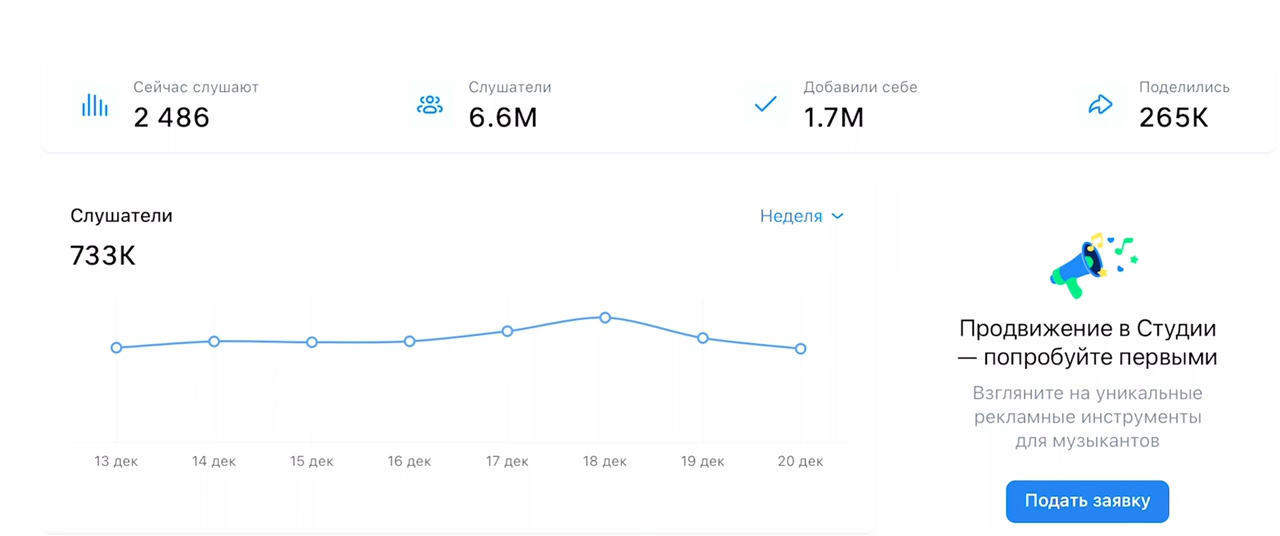 Сейчас слушают
2 486
Слушатели
6.6M
Добавили себе
1.7M
Поделились
265K
Слушатели
Неделя
733K
13 дек 14 дек 15 дек 16 дек 17 дек 18 дек 19 дек 20 дек
Продвижение в Студии
— попробуйте первыми
Взгляните на уникальные
рекламные инструменты
для музыкантов
Подать заявку